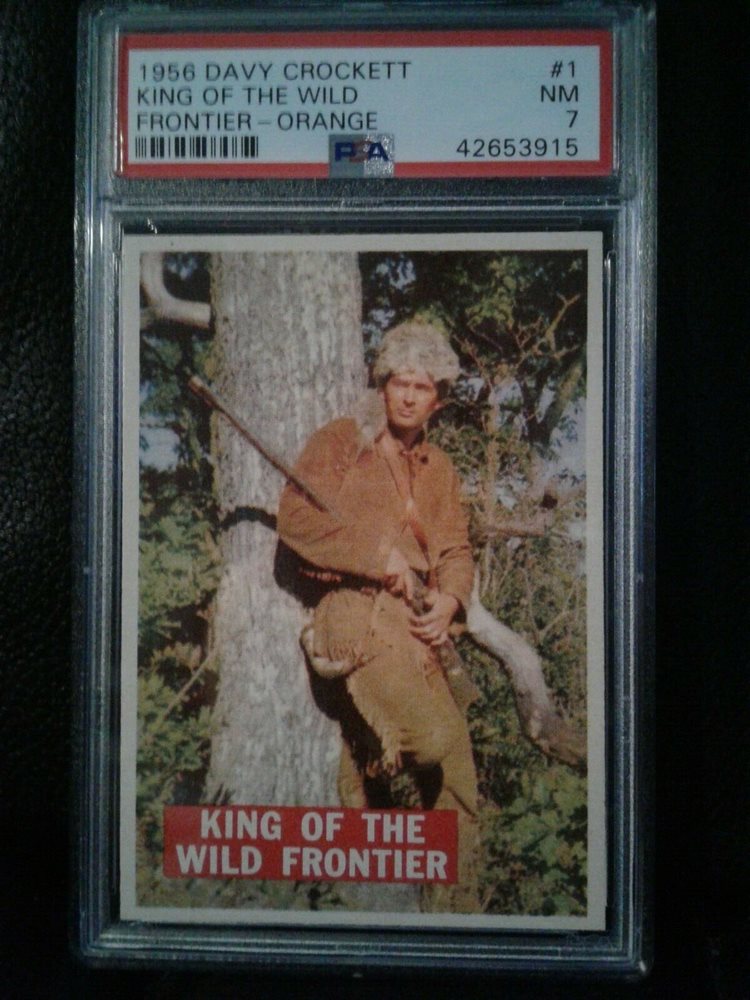 1956 DAVY CROCKETT #1
KING OF THE WILD NM
FRONTIER - ORANGE 7
PSA 42653915
KING OF THE
WILD FRONTIER